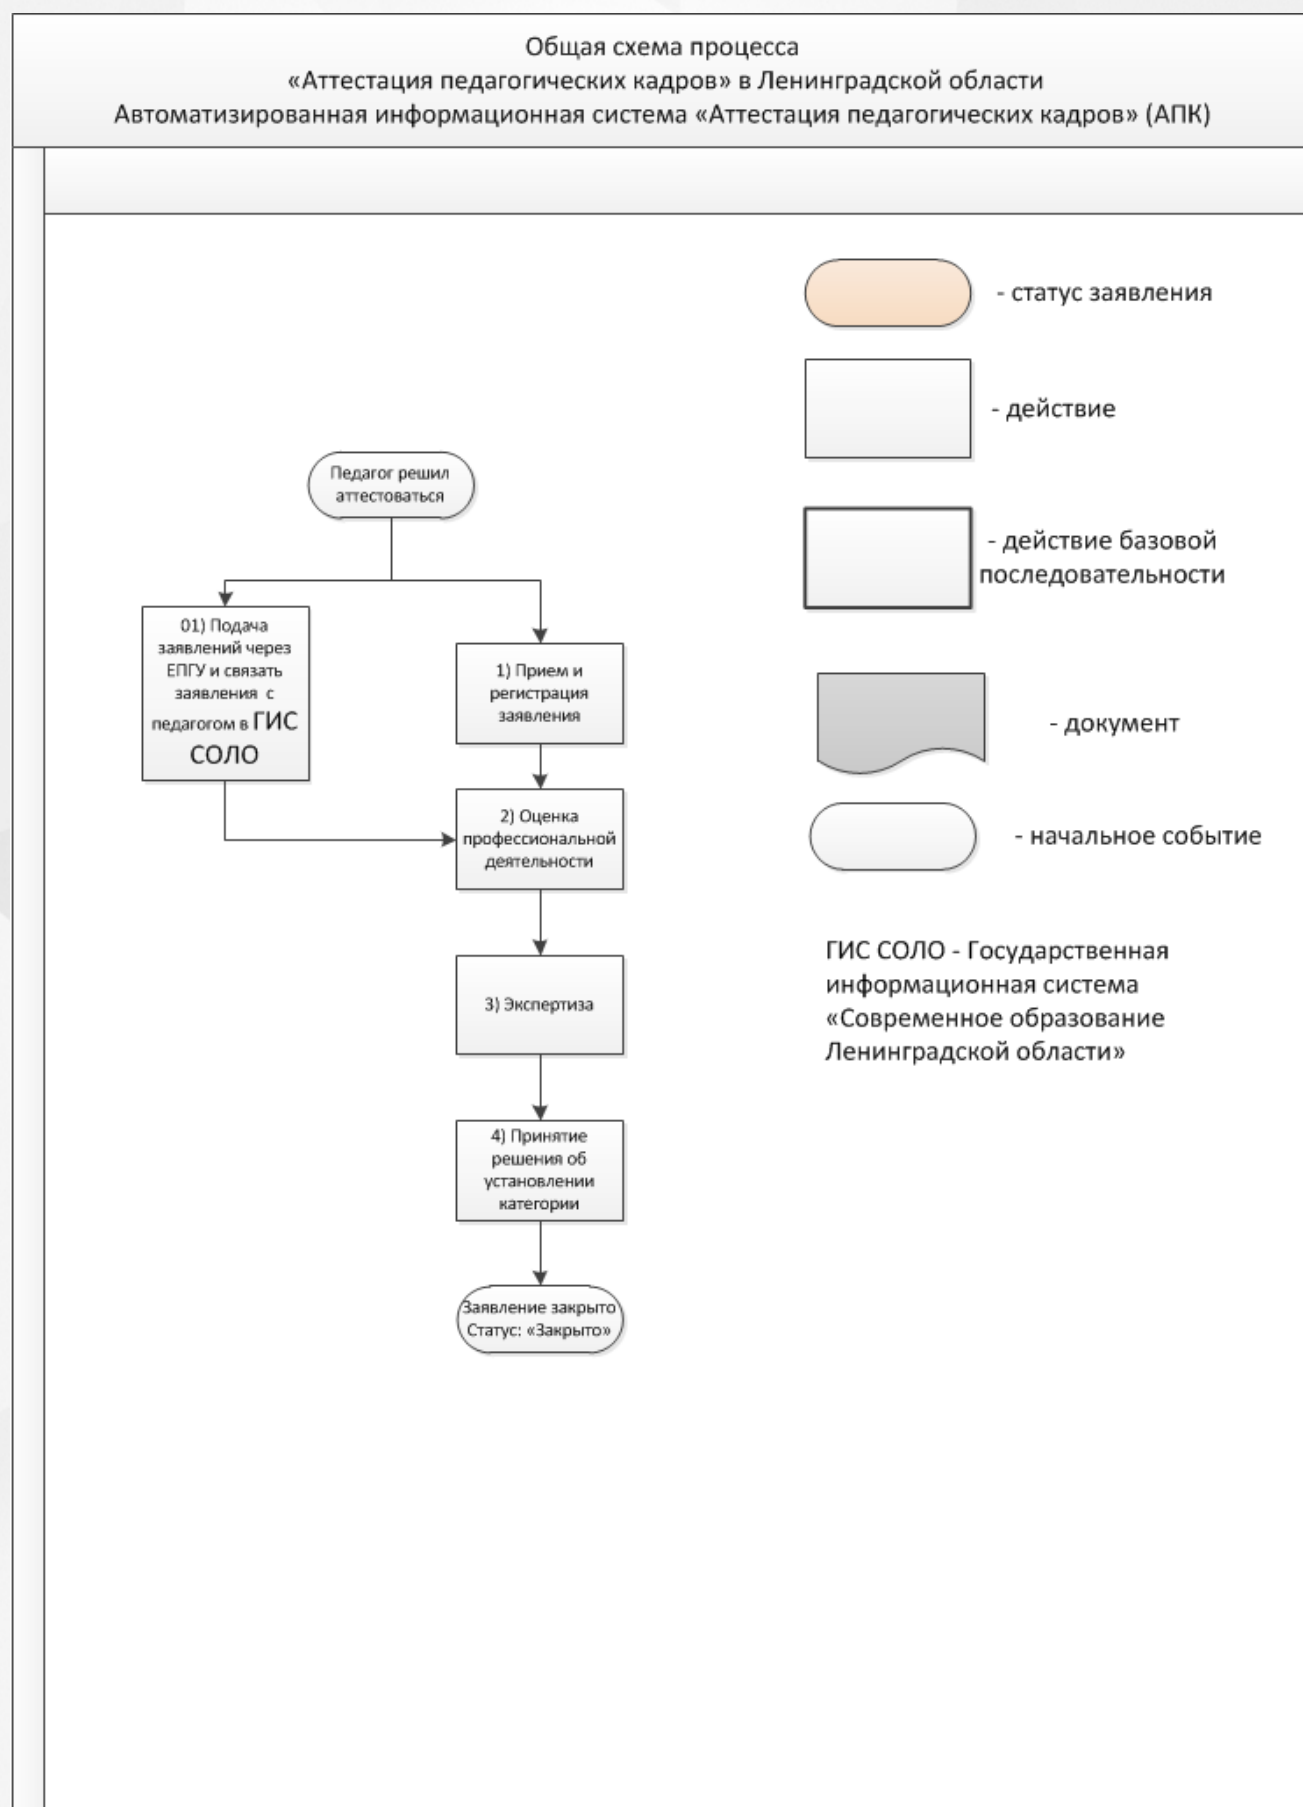 Общая схема процесса
«Аттестация педагогических кадров» в Ленинградской области
Автоматизированная информационная система «Аттестация педагогических кадров» (АПК)
- статус заявления
- действие
- действие базовой
последовательности
- документ
- начальное событие
ГИС СОЛО - Государственная
информационная система
«Современное образование
Ленинградской области»
Педагог решил
аттестоваться
01) Подача
заявлений через
ЕПГУ и связать
заявления с
педагогом в ГИС
СОЛО
1) Прием и
регистрация
заявления
2) Оценка
профессиональной
деятельности
3) Экспертиза
4) Принятие
решения об
установлении
категории
Заявление закрыто
Статус: «Закрыто»